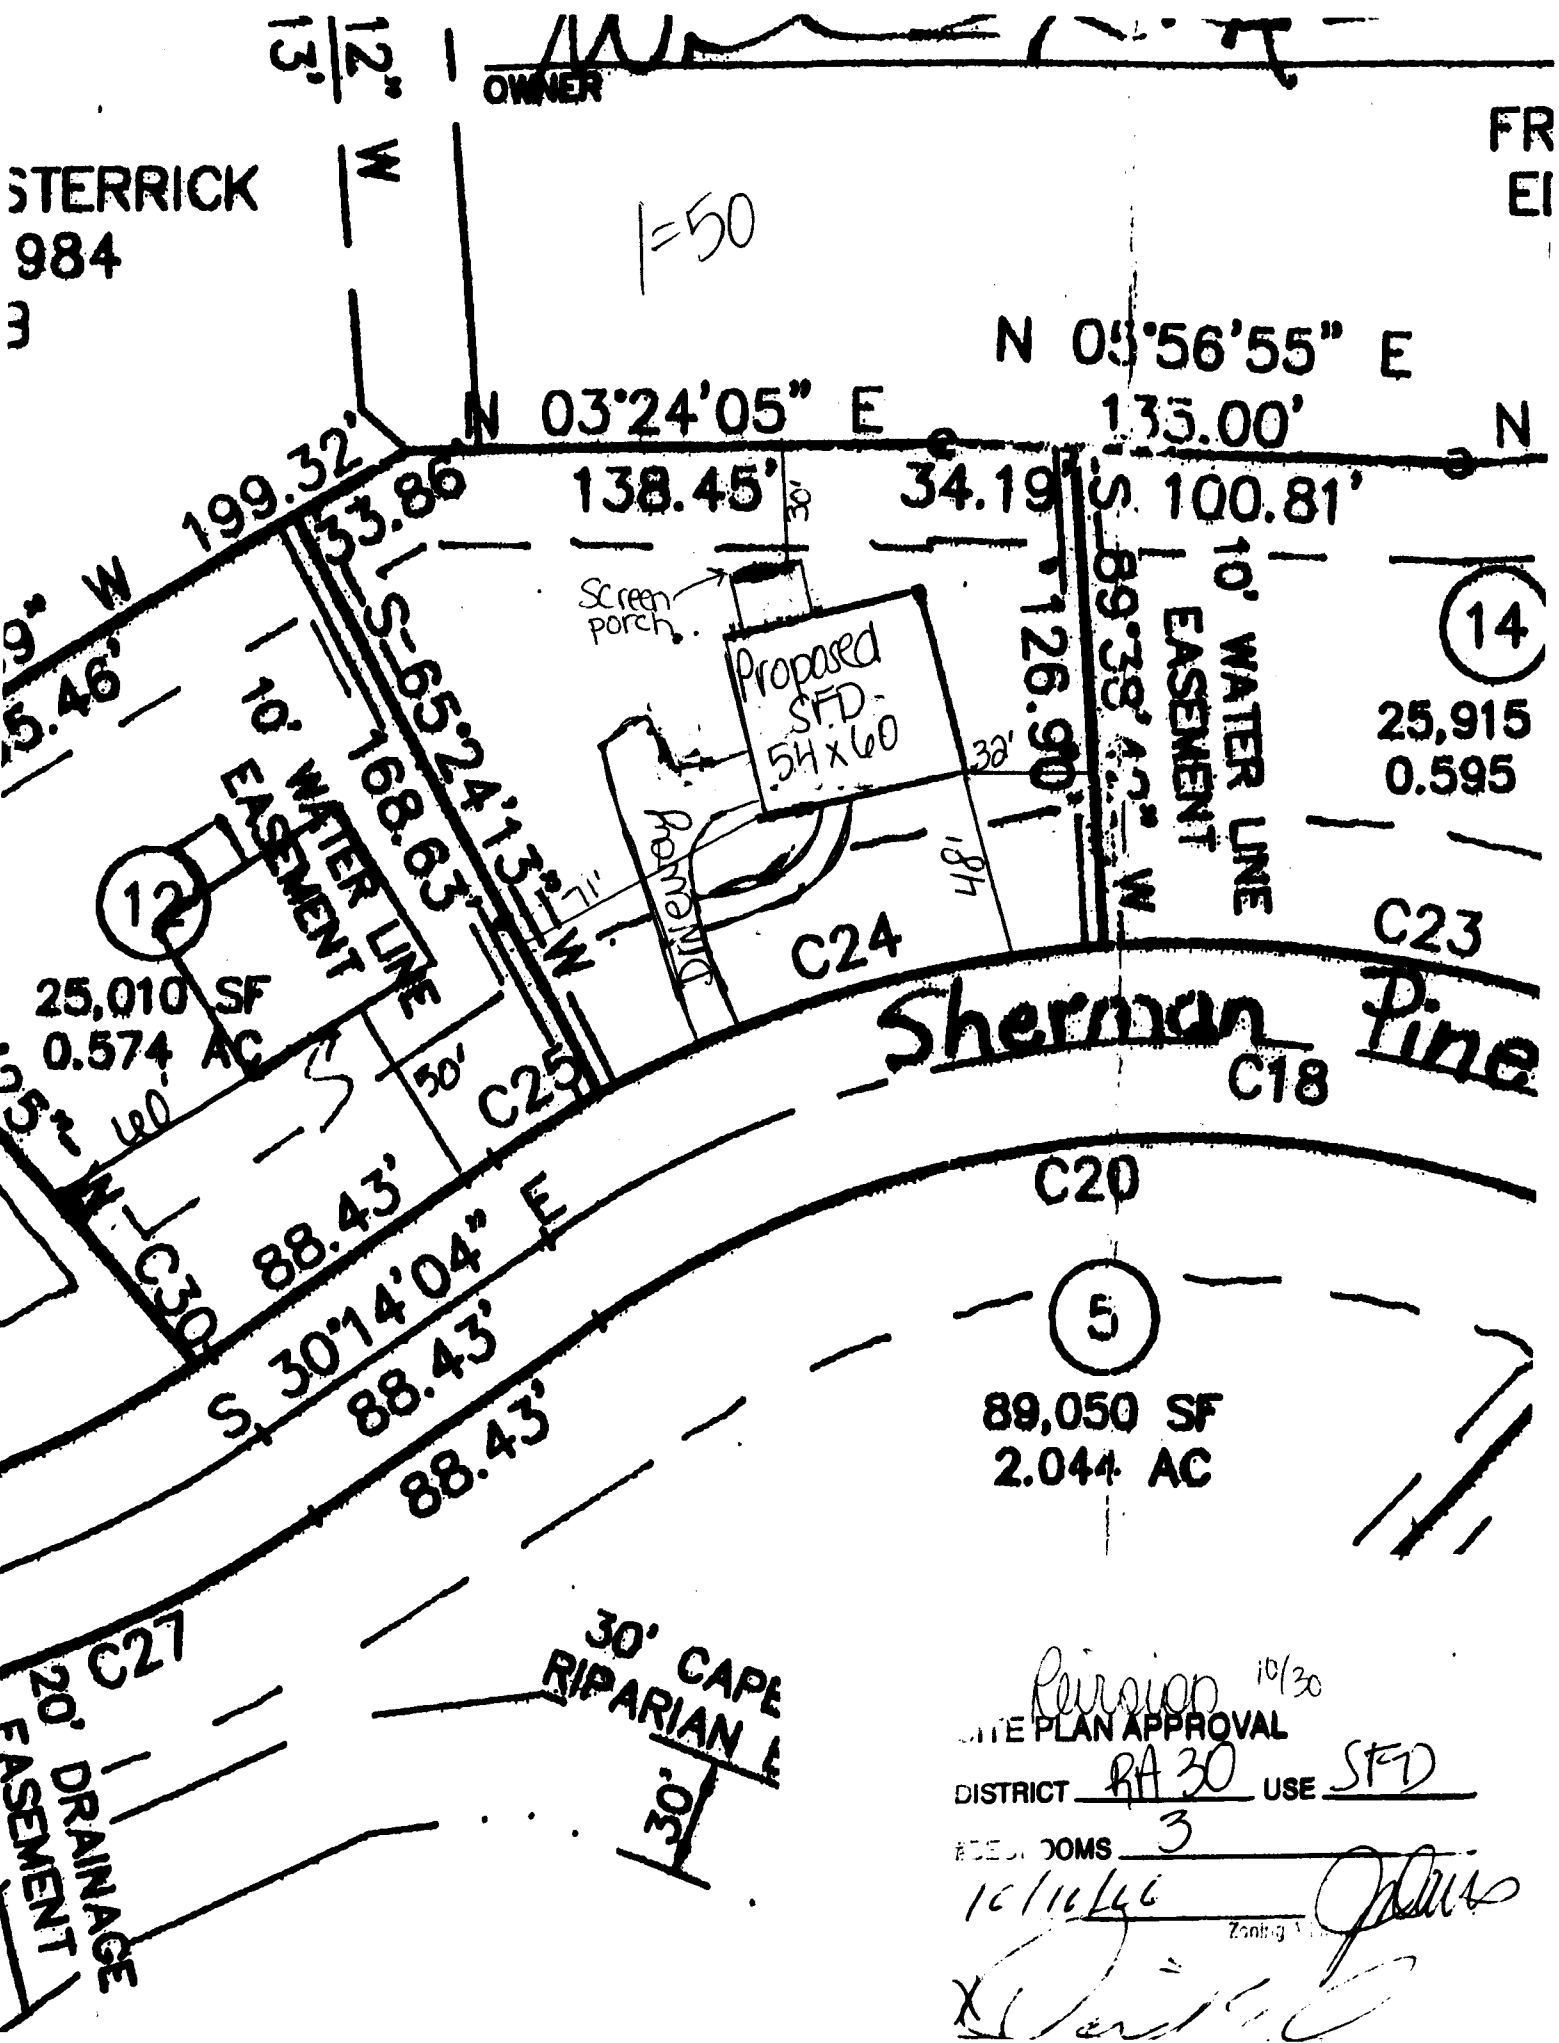 12"
13'
W
OWNER
STERRICK
984
FR
EI
1=50
N 05°56'55" E
135.00'
N 03°24'05" E
N
199.32'
33.86'
138.45'
30'
34.19'
100.81'
S 65°24'13" W
168.63'
S 89°38'
W
126.90'
10' WATER LINE
EASEMENT
14
25,915
0.595
Screen
porch
Proposed
SFD
54 x 60
32'
48'
71'
Driveway
W
5.46'
10' WATER LINE
EASEMENT
12
25,010 SF
0.574 AC
60'
50'
C25
C24
C23
Sherman Pine
C18
C20
88.43'
S 30°14'04" E
88.43'
88.43'
C30
5
89,050 SF
2.044 AC
C27
20' DRAINAGE
EASEMENT
30' CAPE
RIPARIAN
30'
Revision 10/30
SITE PLAN APPROVAL
DISTRICT RA 30 USE SFD
#BEDROOMS 3
Zoning
X